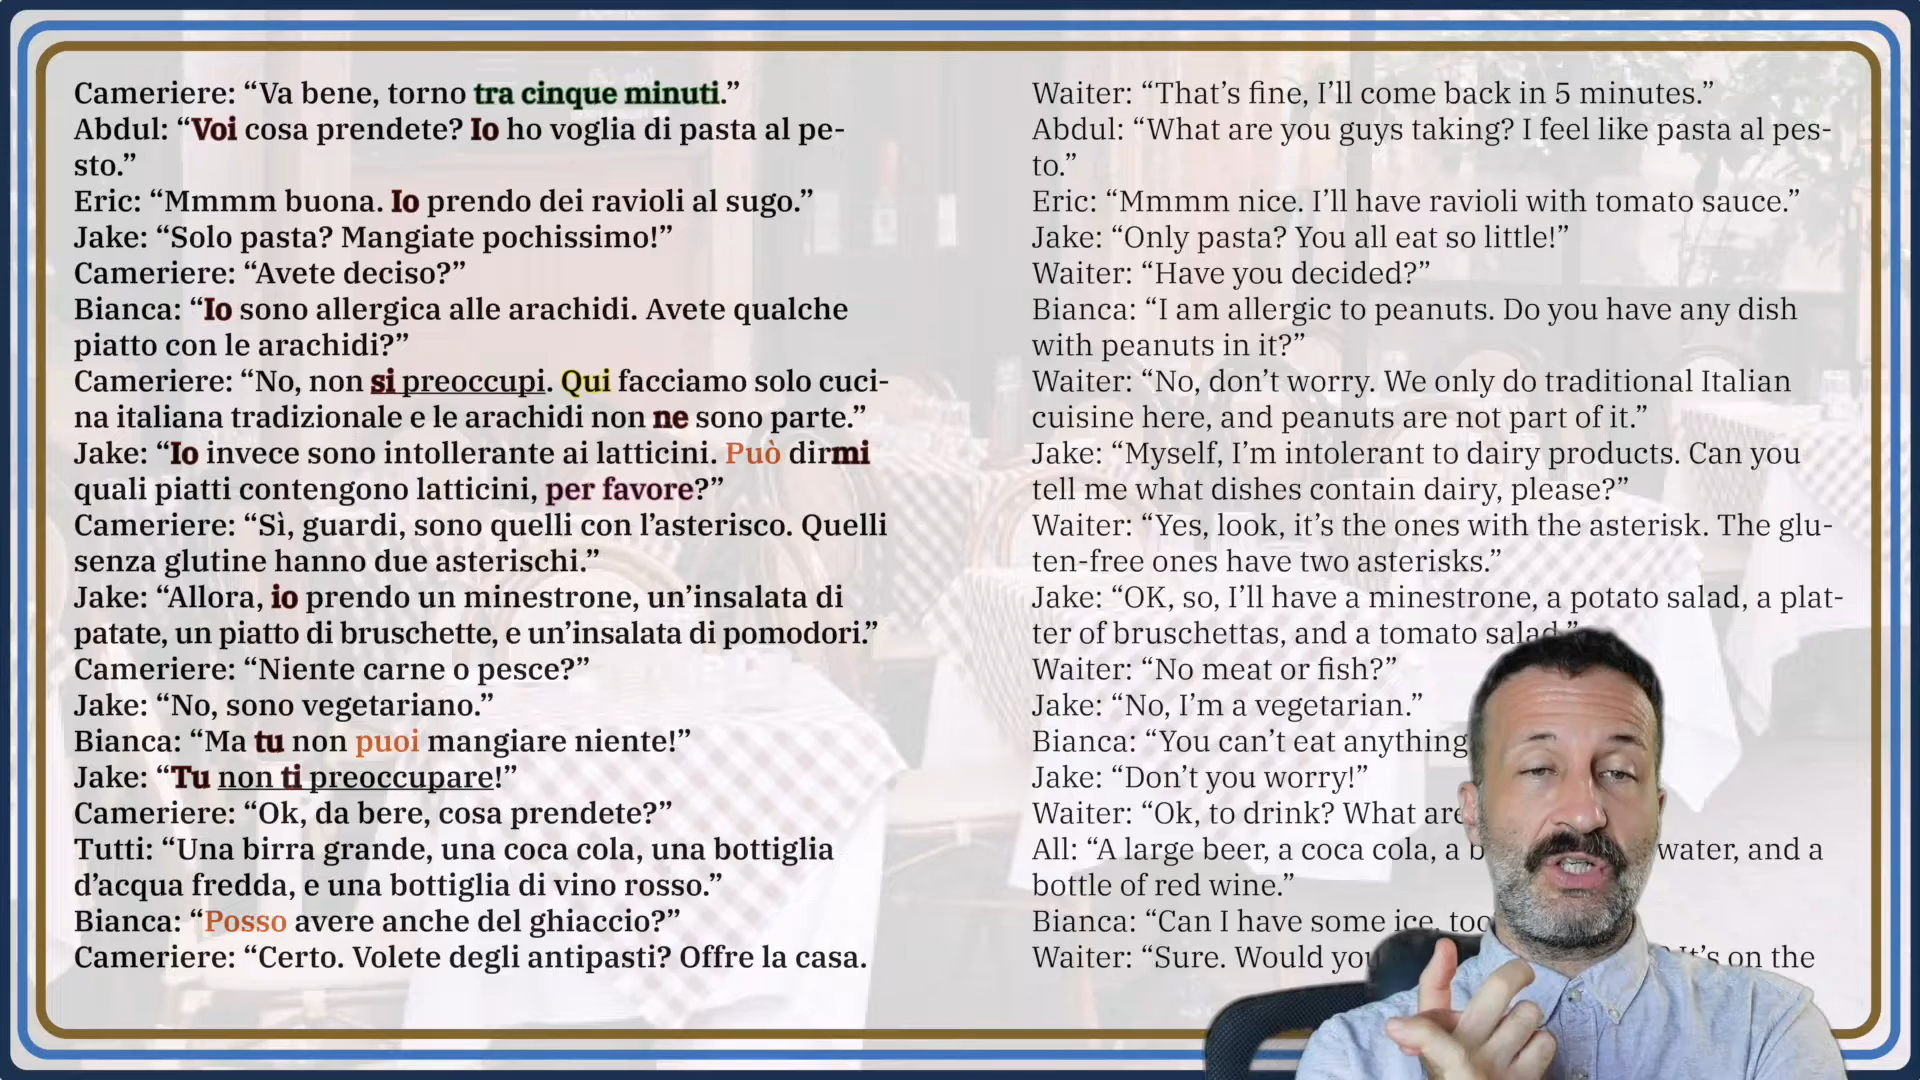 Cameriere: “Va bene, torno tra cinque minuti.”
Abdul: “Voi cosa prendete? Io ho voglia di pasta al pe-
sto.”
Eric: “Mmmm buona. Io prendo dei ravioli al sugo.”
Jake: “Solo pasta? Mangiate pochissimo!”
Cameriere: “Avete deciso?”
Bianca: “Io sono allergica alle arachidi. Avete qualche
piatto con le arachidi?”
Cameriere: “No, non si preoccupi. Qui facciamo solo cuci-
na italiana tradizionale e le arachidi non ne sono parte.”
Jake: “Io invece sono intollerante ai latticini. Può dirmi
quali piatti contengono latticini, per favore?”
Cameriere: “Sì, guardi, sono quelli con l’asterisco. Quelli
senza glutine hanno due asterischi.”
Jake: “Allora, io prendo un minestrone, un’insalata di
patate, un piatto di bruschette, e un’insalata di pomodori.”
Cameriere: “Niente carne o pesce?”
Jake: “No, sono vegetariano.”
Bianca: “Ma tu non puoi mangiare niente!”
Jake: “Tu non ti preoccupare!”
Cameriere: “Ok, da bere, cosa prendete?”
Tutti: “Una birra grande, una coca cola, una bottiglia
d’acqua fredda, e una bottiglia di vino rosso.”
Bianca: “Posso avere anche del ghiaccio?”
Cameriere: “Certo. Volete degli antipasti? Offre la casa.
Waiter: “That’s fine, I’ll come back in 5 minutes.”
Abdul: “What are you guys taking? I feel like pasta al pes-
to.”
Eric: “Mmmm nice. I’ll have ravioli with tomato sauce.”
Jake: “Only pasta? You all eat so little!”
Waiter: “Have you decided?”
Bianca: “I am allergic to peanuts. Do you have any dish
with peanuts in it?”
Waiter: “No, don’t worry. We only do traditional Italian
cuisine here, and peanuts are not part of it.”
Jake: “Myself, I’m intolerant to dairy products. Can you
tell me what dishes contain dairy, please?”
Waiter: “Yes, look, it’s the ones with the asterisk. The glu-
ten-free ones have two asterisks.”
Jake: “OK, so, I’ll have a minestrone, a potato salad, a plat-
ter of bruschettas, and a tomato salad.”
Waiter: “No meat or fish?”
Jake: “No, I’m a vegetarian.”
Bianca: “You can’t eat anything
Jake: “Don’t you worry!”
Waiter: “Ok, to drink? What are
All: “A large beer, a coca cola, a water, and a
bottle of red wine.”
Bianca: “Can I have some ice, too
Waiter: “Sure. Would you It’s on the